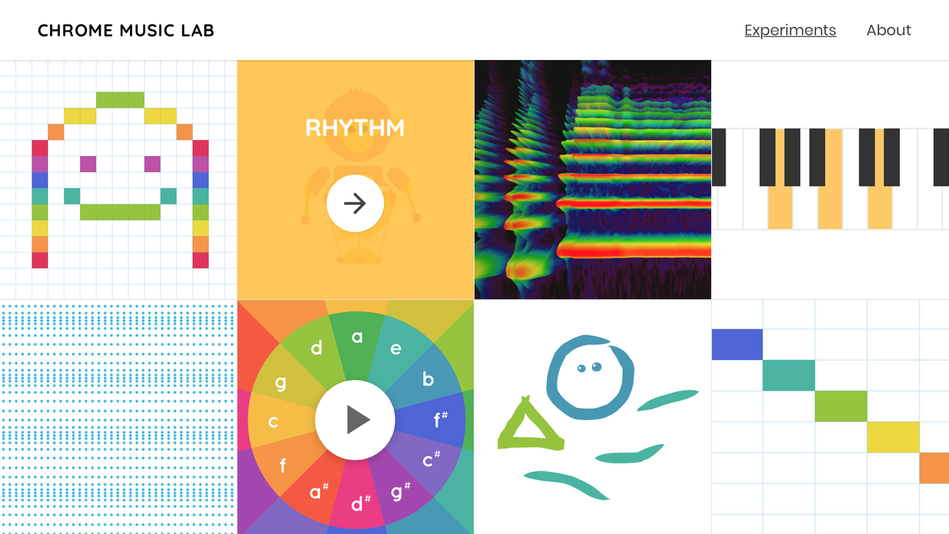 CHROME MUSIC LAB
Experiments
About
RHYTHM
a
d
e
g
b
c
f#
f
c#
a#
g#
d#